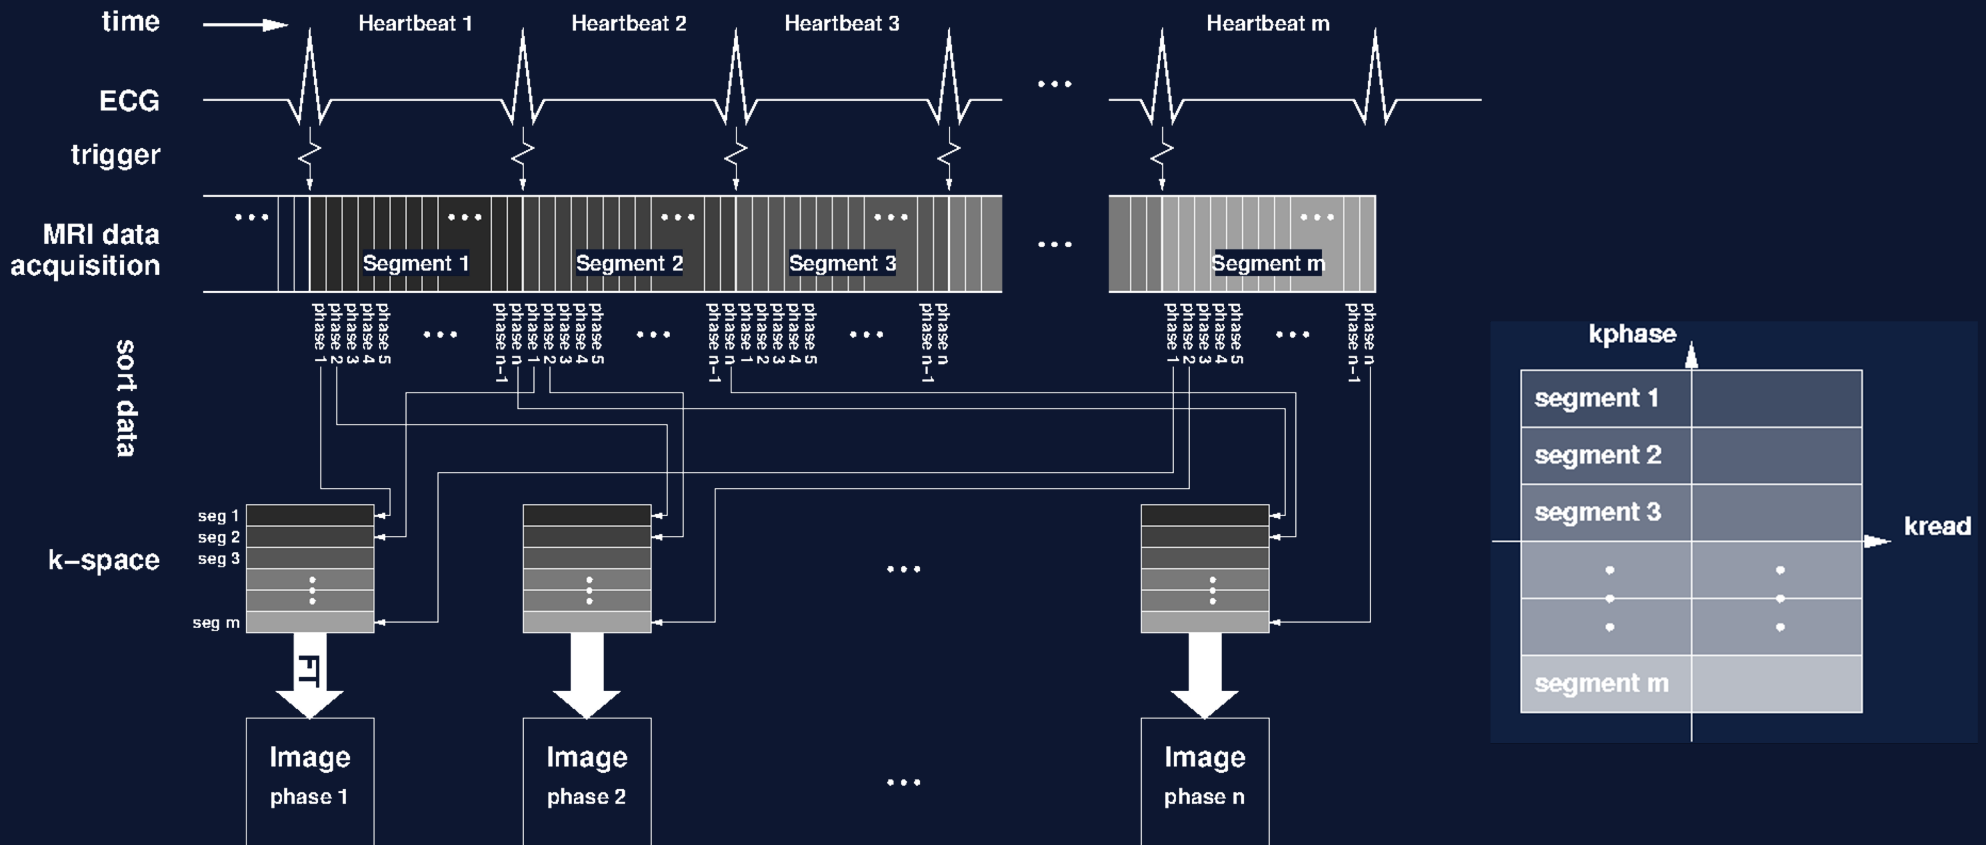 time
Heartbeat 1
Heartbeat 2
Heartbeat 3
Heartbeat m
ECG
trigger
MRI data
acquisition
Segment 1
Segment 2
Segment 3
Segment m
sort data
phase 1
phase 2
phase 3
phase 4
phase 5
phase n-1
phase n
phase 1
phase 2
phase 3
phase 4
phase 5
phase n-1
phase n
phase 1
phase 2
phase 3
phase 4
phase 5
phase n-1
phase n
phase 1
phase 2
phase 3
phase 4
phase 5
phase n-1
phase n
k-space
seg 1
seg 2
seg 3
seg m
FT
Image
phase 1
Image
phase 2
Image
phase n
kphase
segment 1
segment 2
segment 3
kread
segment m